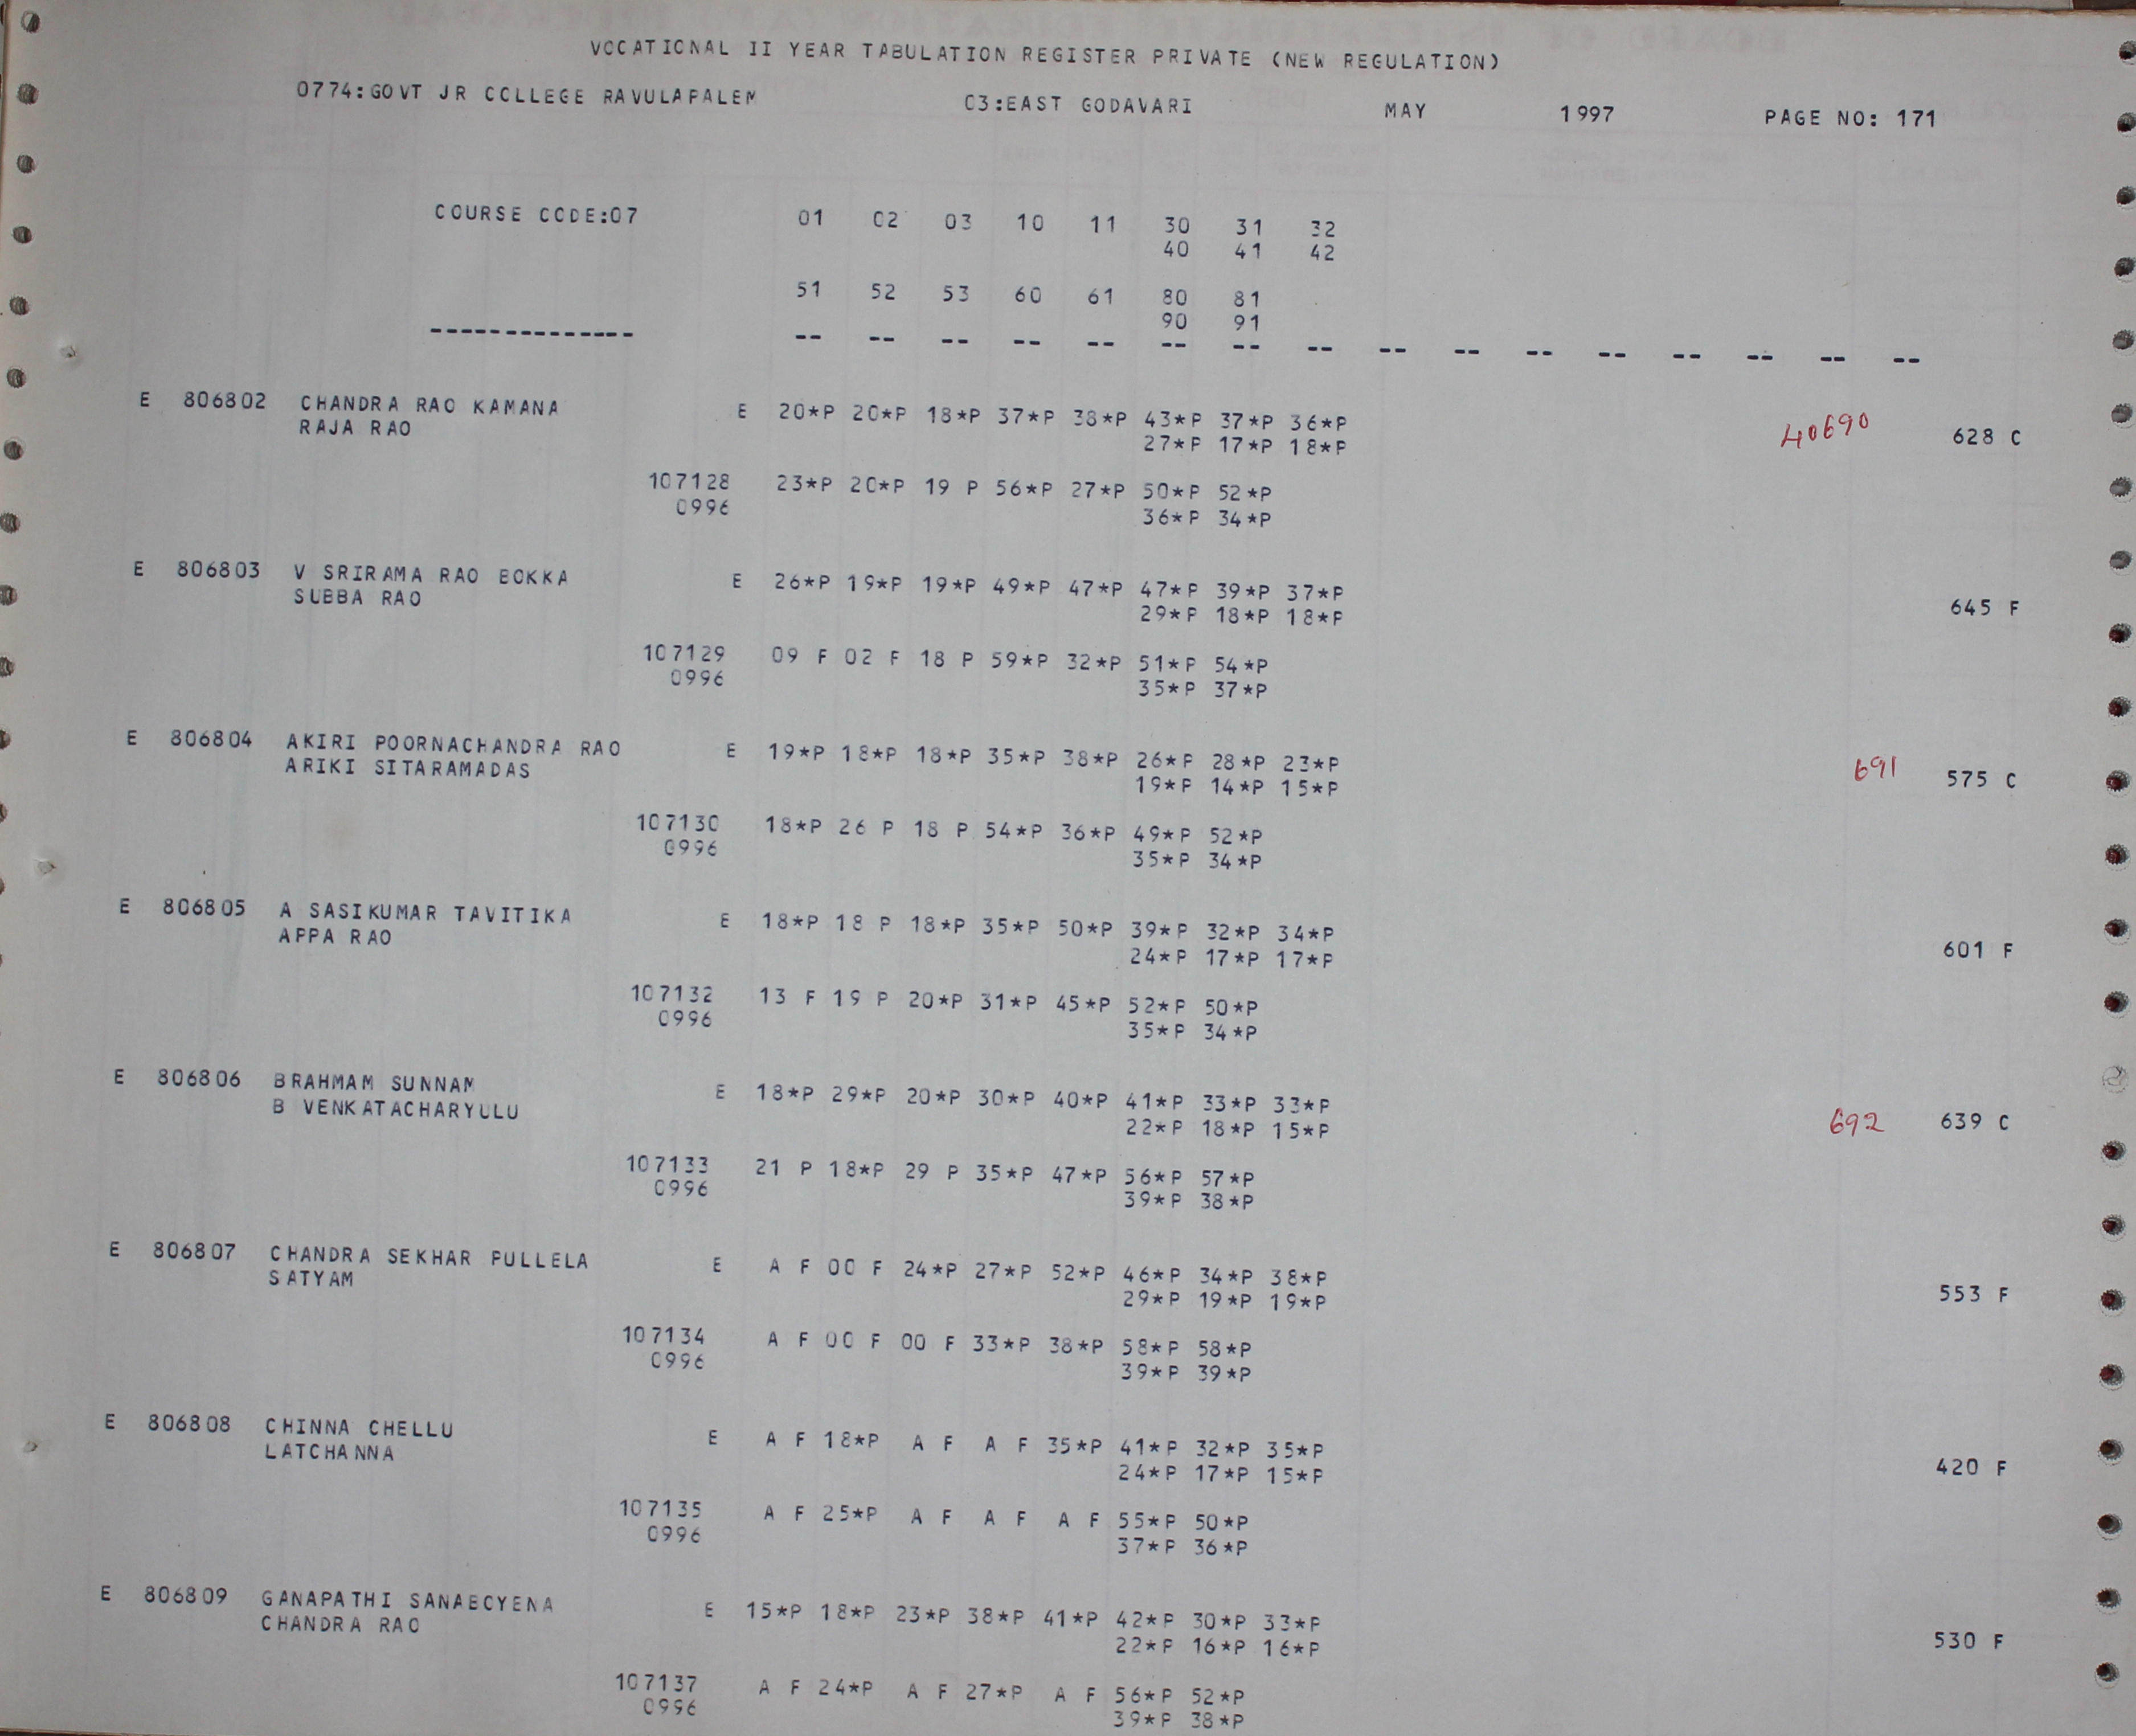 VOCATIONAL II YEAR TABULATION REGISTER PRIVATE (NEW REGULATION)
0774:GOVT JR COLLEGE RAVULAPALEM 03:EAST GODAVARI MAY 1997 PAGE NO: 171
COURSE CODE:07 01 02 03 10 11 30 31 32
40 41 42
51 52 53 60 61 80 81
90 91
-------------- -- -- -- -- -- -- -- -- -- -- -- -- -- -- -- --
E 806802 CHANDRA RAO KAMANA E 20*P 20*P 18*P 37*P 38*P 43*P 37*P 36*P 40690 628 C
RAJA RAO 27*P 17*P 18*P
107128 23*P 20*P 19 P 56*P 27*P 50*P 52*P
0996 36*P 34*P
E 806803 V SRIRAMA RAO BOKKA E 26*P 19*P 19*P 49*P 47*P 47*P 39*P 37*P
SUBBA RAO 29*P 18*P 18*P 645 F
107129 09 F 02 F 18 P 59*P 32*P 51*P 54*P
0996 35*P 37*P
E 806804 AKIRI POORNACHANDRA RAO E 19*P 18*P 18*P 35*P 38*P 26*P 28*P 23*P 691 575 C
ARIKI SITARAMADAS 19*P 14*P 15*P
107130 18*P 26 P 18 P 54*P 36*P 49*P 52*P
0996 35*P 34*P
E 806805 A SASIKUMAR TAVITIKA E 18*P 18 P 18*P 35*P 50*P 39*P 32*P 34*P
APPA RAO 24*P 17*P 17*P 601 F
107132 13 F 19 P 20*P 31*P 45*P 52*P 50*P
0996 35*P 34*P
E 806806 BRAHMAM SUNNAM E 18*P 29*P 20*P 30*P 40*P 41*P 33*P 33*P
B VENKATACHARYULU 22*P 18*P 15*P 692 639 C
107133 21 P 18*P 29 P 35*P 47*P 56*P 57*P
0996 39*P 38*P
E 806807 CHANDRA SEKHAR PULLELA E A F 00 F 24*P 27*P 52*P 46*P 34*P 38*P
SATYAM 29*P 19*P 19*P 553 F
107134 A F 00 F 00 F 33*P 38*P 58*P 58*P
0996 39*P 39*P
E 806808 CHINNA CHELLU E A F 18*P A F A F 35*P 41*P 32*P 35*P
LATCHANNA 24*P 17*P 15*P 420 F
107135 A F 25*P A F A F A F 55*P 50*P
0996 37*P 36*P
E 806809 GANAPATHI SANABOYENA E 15*P 18*P 23*P 38*P 41*P 42*P 30*P 33*P
CHANDRA RAO 22*P 16*P 16*P 530 F
107137 A F 24*P A F 27*P A F 56*P 52*P
0996 39*P 38*P